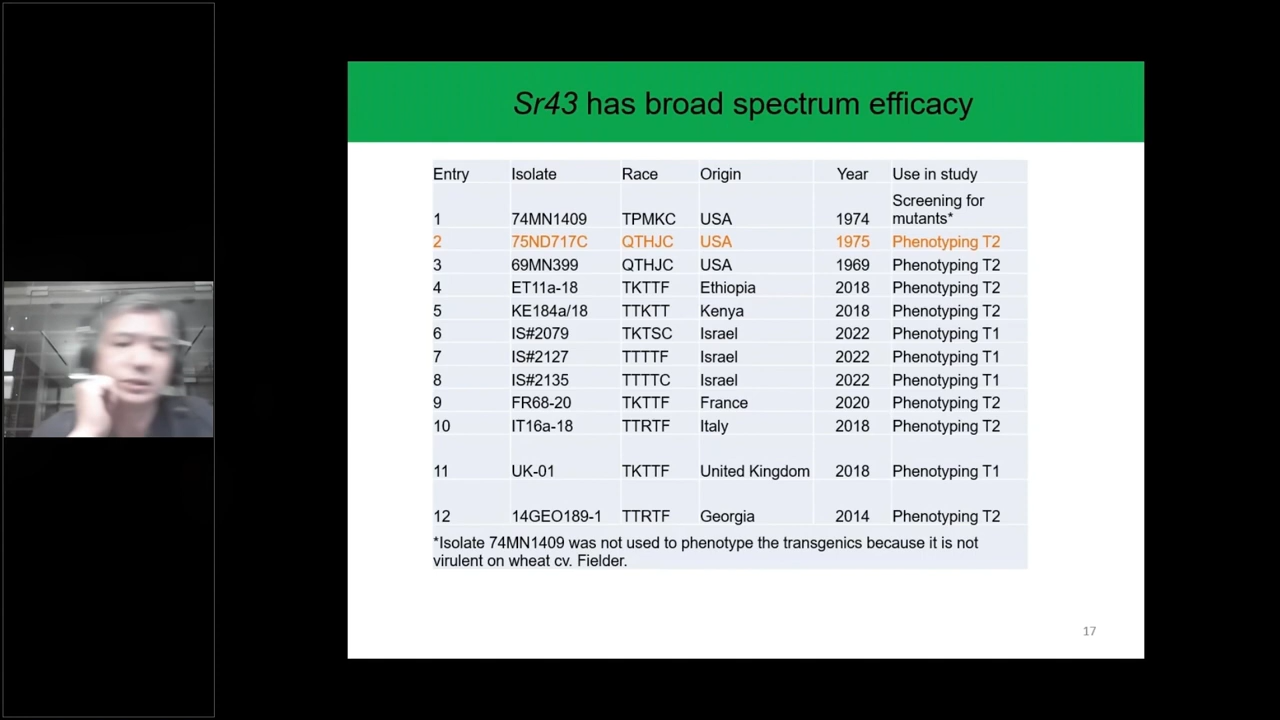 Sr43 has broad spectrum efficacy
Entry Isolate Race Origin Year Use in study
1 74MN1409 TPMKC USA 1974 Screening for mutants*
2 75ND717C QTHJC USA 1975 Phenotyping T2
3 69MN399 QTHJC USA 1969 Phenotyping T2
4 ET11a-18 TKTTF Ethiopia 2018 Phenotyping T2
5 KE184a/18 TTKTT Kenya 2018 Phenotyping T2
6 IS#2079 TKTSC Israel 2022 Phenotyping T1
7 IS#2127 TTTTF Israel 2022 Phenotyping T1
8 IS#2135 TTTTC Israel 2022 Phenotyping T1
9 FR68-20 TKTTF France 2020 Phenotyping T2
10 IT16a-18 TTRTF Italy 2018 Phenotyping T2
11 UK-01 TKTTF United Kingdom 2018 Phenotyping T1
12 14GEO189-1 TTRTF Georgia 2014 Phenotyping T2
*Isolate 74MN1409 was not used to phenotype the transgenics because it is not
virulent on wheat cv. Fielder.
17